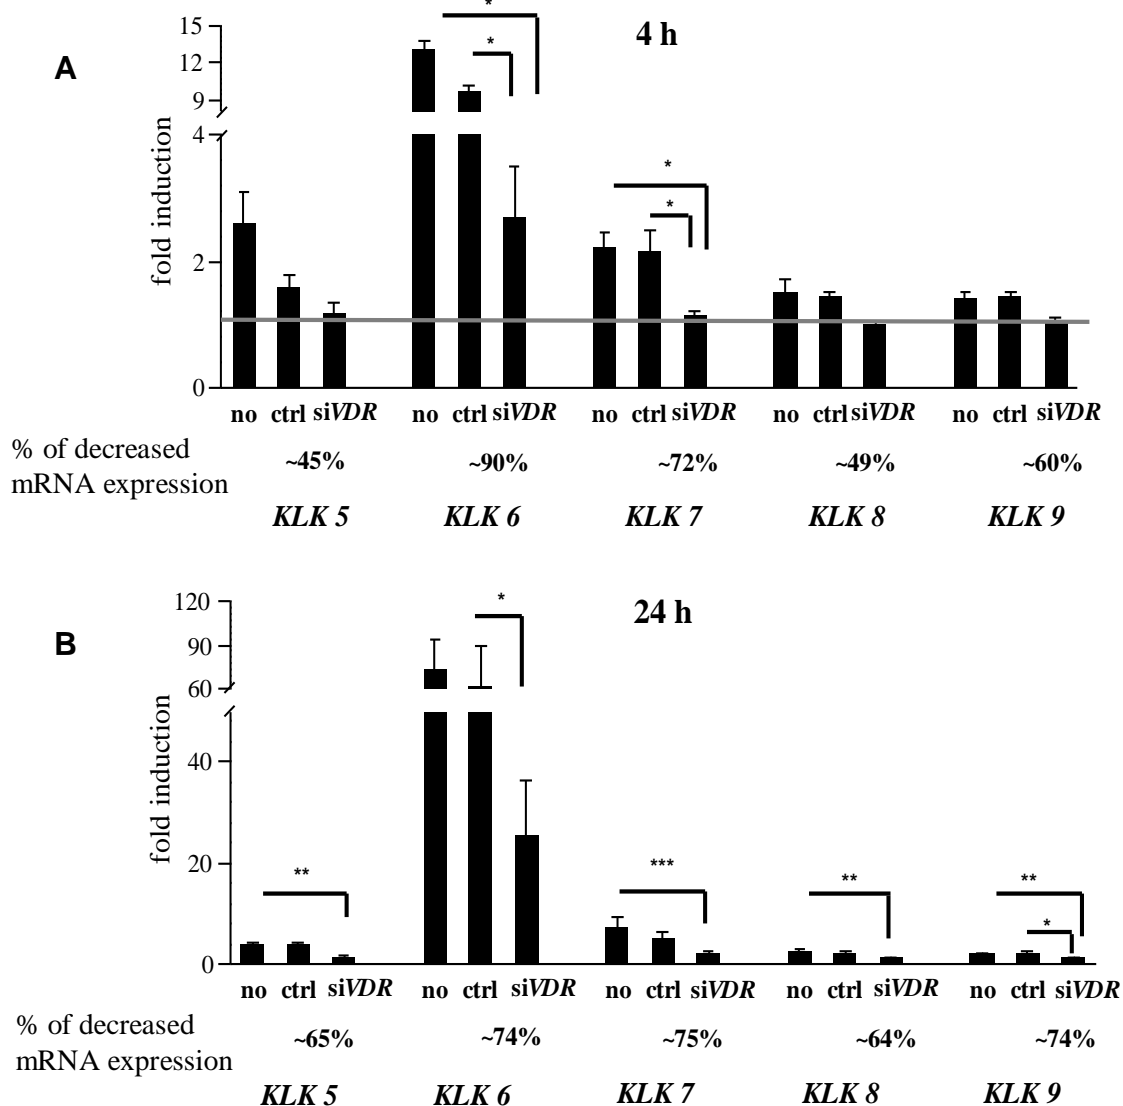 *
15
4 h
*
A
12
9
4
fold induction
*
*
2
0
no ctrl siVDR no ctrl siVDR no ctrl siVDR no ctrl siVDR no ctrl siVDR
% of decreased
mRNA expression
~45% ~90% ~72% ~49% ~60%
KLK 5 KLK 6 KLK 7 KLK 8 KLK 9
120
24 h
*
B
90
60
fold induction
40
20
** *** ** **
*
0
no ctrl siVDR no ctrl siVDR no ctrl siVDR no ctrl siVDR no ctrl siVDR
% of decreased
mRNA expression
~65% ~74% ~75% ~64% ~74%
KLK 5 KLK 6 KLK 7 KLK 8 KLK 9